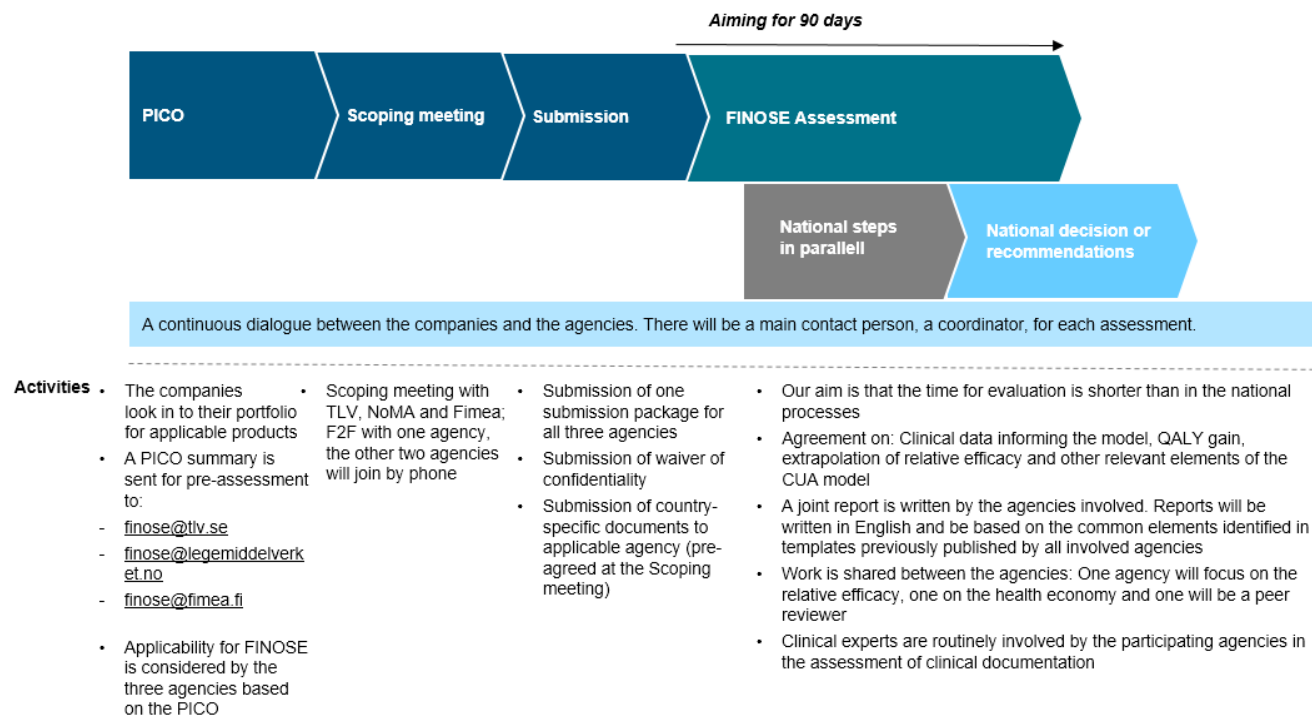 Aiming for 90 days
PICO
Scoping meeting
Submission
FINOSE Assessment
National steps
in parallell
National decision or
recommendations
A continuous dialogue between the companies and the agencies. There will be a main contact person, a coordinator, for each assessment.
Activities
• The companies
look in to their portfolio
for applicable products
• A PICO summary is
sent for pre-assessment
to:
- finose@tlv.se
- finose@legemiddelverk
et.no
- finose@fimea.fi
• Applicability for FINOSE
is considered by the
three agencies based
on the PICO
• Scoping meeting with
TLV, NoMA and Fimea;
F2F with one agency,
the other two agencies
will join by phone
• Submission of one
submission package for
all three agencies
• Submission of waiver of
confidentiality
• Submission of country-
specific documents to
applicable agency (pre-
agreed at the Scoping
meeting)
• Our aim is that the time for evaluation is shorter than in the national
processes
• Agreement on: Clinical data informing the model, QALY gain,
extrapolation of relative efficacy and other relevant elements of the
CUA model
• A joint report is written by the agencies involved. Reports will be
written in English and be based on the common elements identified in
templates previously published by all involved agencies
• Work is shared between the agencies: One agency will focus on the
relative efficacy, one on the health economy and one will be a peer
reviewer
• Clinical experts are routinely involved by the participating agencies in
the assessment of clinical documentation